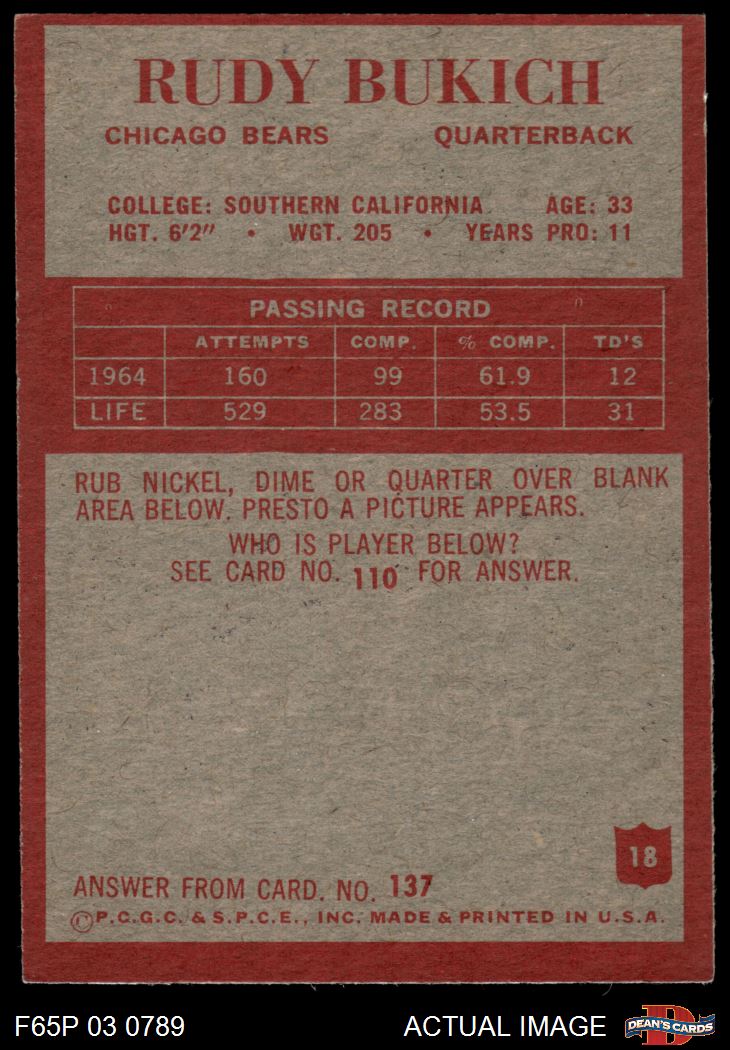 RUDY BUKICH
CHICAGO BEARS QUARTERBACK
COLLEGE: SOUTHERN CALIFORNIA AGE: 33
HGT. 6'2" • WGT. 205 • YEARS PRO: 11
PASSING RECORD
ATTEMPTS COMP. % COMP. TD'S
1964 160 99 61.9 12
LIFE 529 283 53.5 31
RUB NICKEL, DIME OR QUARTER OVER BLANK
AREA BELOW. PRESTO A PICTURE APPEARS.
WHO IS PLAYER BELOW?
SEE CARD NO. 110 FOR ANSWER.
18
ANSWER FROM CARD. NO. 137
©P.C.G.C. & S.P.C.E., INC. MADE & PRINTED IN U.S.A.
F65P 03 0789 ACTUAL IMAGE D DEAN'S CARDS